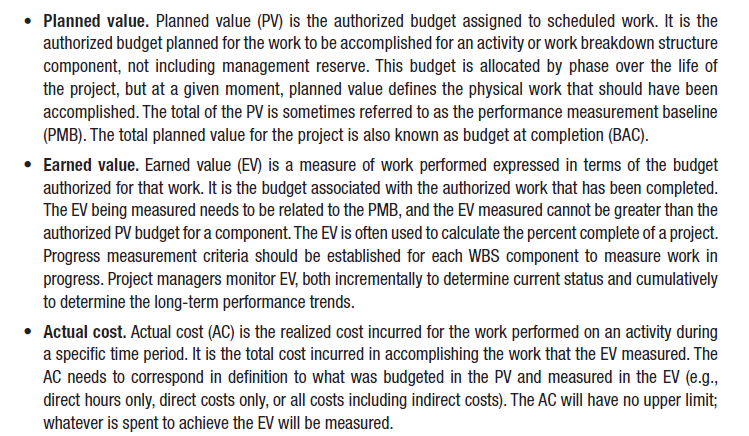 • Planned value. Planned value (PV) is the authorized budget assigned to scheduled work. It is the
authorized budget planned for the work to be accomplished for an activity or work breakdown structure
component, not including management reserve. This budget is allocated by phase over the life of
the project, but at a given moment, planned value defines the physical work that should have been
accomplished. The total of the PV is sometimes referred to as the performance measurement baseline
(PMB). The total planned value for the project is also known as budget at completion (BAC).
• Earned value. Earned value (EV) is a measure of work performed expressed in terms of the budget
authorized for that work. It is the budget associated with the authorized work that has been completed.
The EV being measured needs to be related to the PMB, and the EV measured cannot be greater than the
authorized PV budget for a component. The EV is often used to calculate the percent complete of a project.
Progress measurement criteria should be established for each WBS component to measure work in
progress. Project managers monitor EV, both incrementally to determine current status and cumulatively
to determine the long-term performance trends.
• Actual cost. Actual cost (AC) is the realized cost incurred for the work performed on an activity during
a specific time period. It is the total cost incurred in accomplishing the work that the EV measured. The
AC needs to correspond in definition to what was budgeted in the PV and measured in the EV (e.g.,
direct hours only, direct costs only, or all costs including indirect costs). The AC will have no upper limit;
whatever is spent to achieve the EV will be measured.